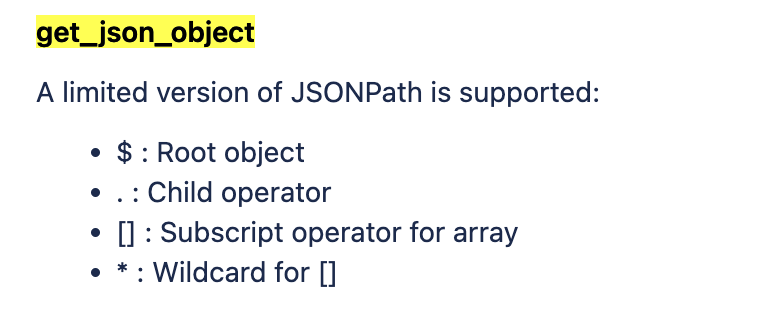 get_json_object
A limited version of JSONPath is supported:
• $ : Root object
• . : Child operator
• [] : Subscript operator for array
• * : Wildcard for []